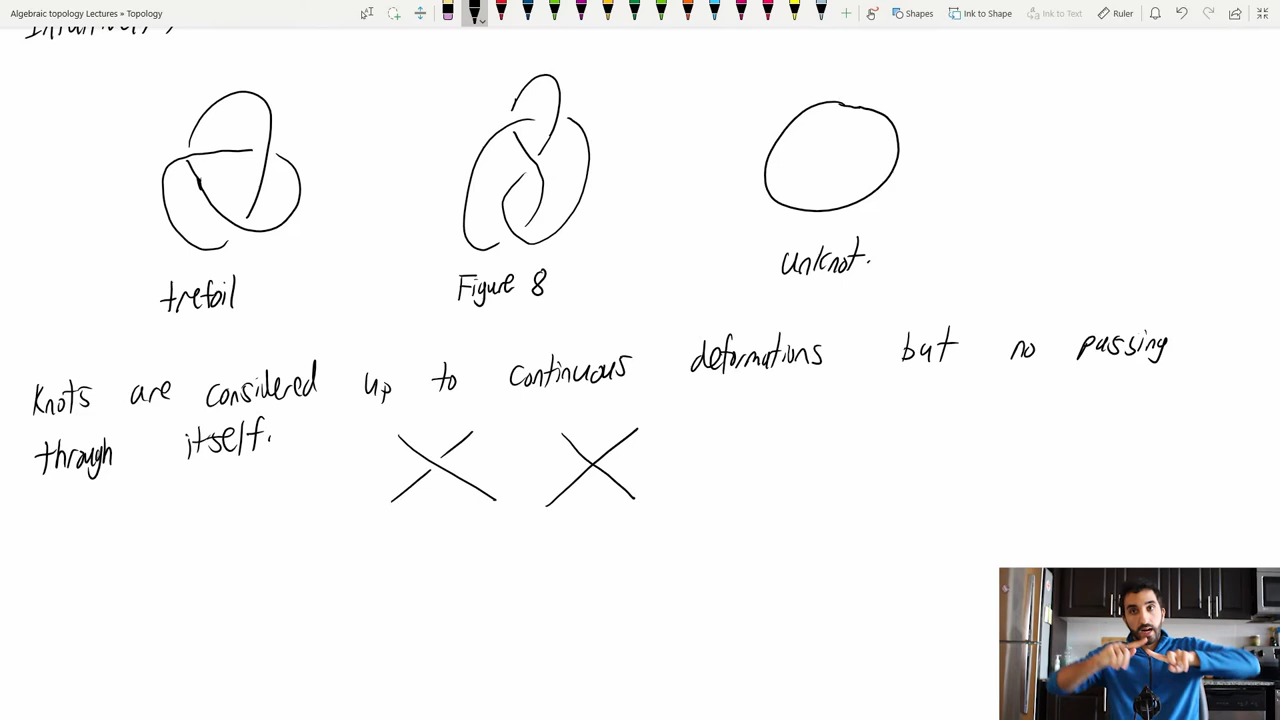 Algebraic topology Lectures » Topology
Shapes
Ink to Shape
Ink to Text
Ruler
trefoil
Figure 8
unknot.
Knots are considered up to continuous deformations but no passing
through itself.